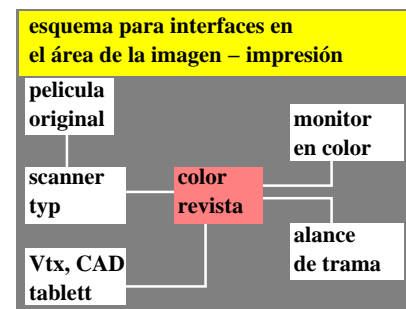 esquema para interfaces en
el área de la imagen – impresión
pelicula
original
monitor
en color
scanner
typ
color
revista
alance
de trama
Vtx, CAD
tablett